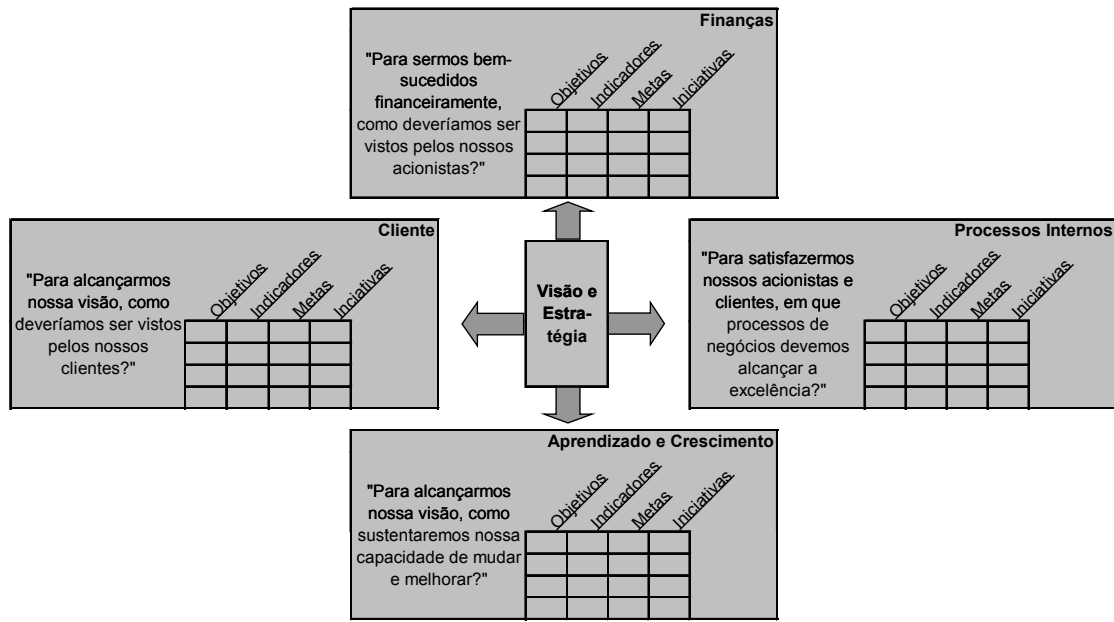 Finanças
"Para sermos bem-
sucedidos
financeiramente,
como deveríamos ser
vistos pelos nossos
acionistas?"
Objetivos
Indicadores
Metas
Iniciativas
Cliente
"Para alcançarmos
nossa visão, como
deveríamos ser vistos
pelos nossos
clientes?"
Objetivos
Indicadores
Metas
Inciativas
Visão e
Estra-
tégia
Processos Internos
"Para satisfazermos
nossos acionistas e
clientes, em que
processos de
negócios devemos
alcançar a
excelência?"
Objetivos
Indicadores
Metas
Iniciativas
Aprendizado e Crescimento
"Para alcançarmos
nossa visão, como
sustentaremos nossa
capacidade de mudar
e melhorar?"
Objetivos
Indicadores
Metas
Iniciativas